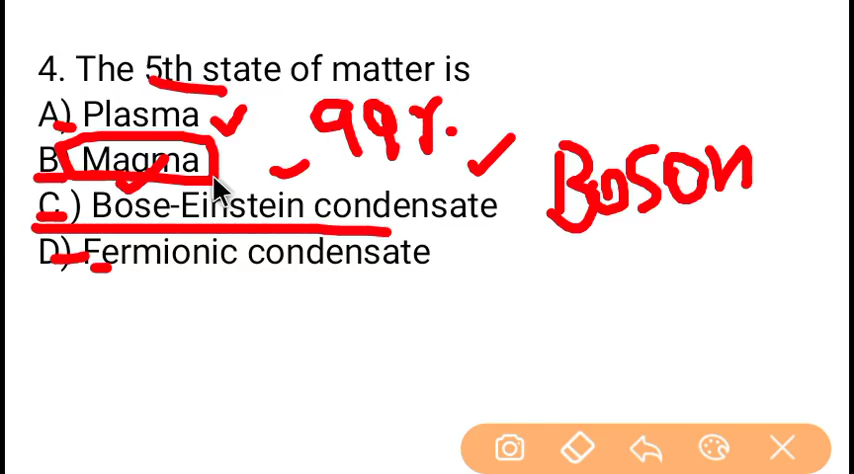 4. The 5th state of matter is
A) Plasma
99%.
B) Magma
Boson
C.) Bose-Einstein condensate
D) Fermionic condensate